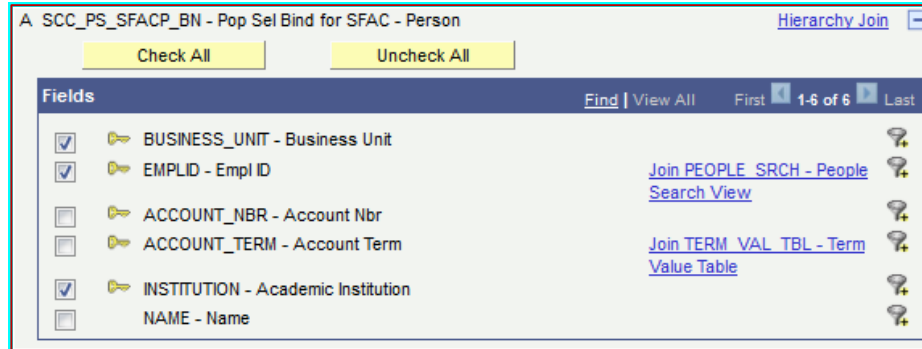 A SCC_PS_SFACP_BN - Pop Sel Bind for SFAC - Person Hierarchy Join
Check All Uncheck All
Fields Find | View All First 1-6 of 6 Last
BUSINESS_UNIT - Business Unit
EMPLID - Empl ID Join PEOPLE_SRCH - People
Search View
ACCOUNT_NBR - Account Nbr
ACCOUNT_TERM - Account Term Join TERM_VAL_TBL - Term
Value Table
INSTITUTION - Academic Institution
NAME - Name